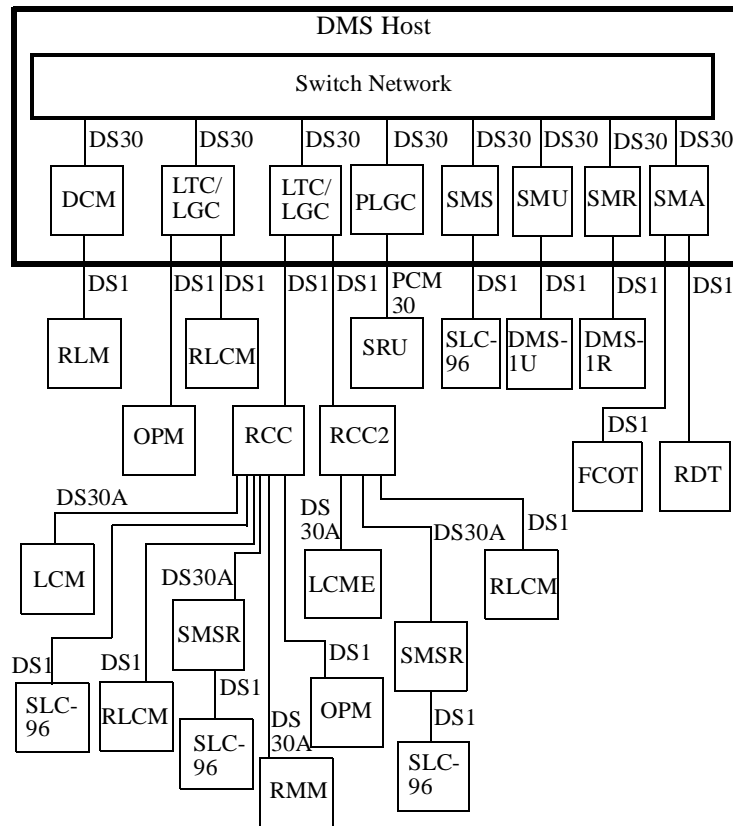 DMS Host
Switch Network
DS30 DS30 DS30 DS30 DS30 DS30 DS30 DS30
DCM
LTC/
LGC
LTC/
LGC
PLGC
SMS
SMU
SMR
SMA
DS1 DS1 DS1 DS1 DS1 PCM
30
DS1 DS1 DS1 DS1
RLM
RLCM
SRU
SLC-
96
DMS-
1U
DMS-
1R
OPM
RCC
RCC2
DS1
FCOT
RDT
DS30A
DS
30A
DS30A
DS1
LCM
DS30A
LCME
RLCM
SMSR
SMSR
DS1
DS1
DS1
SLC-
96
RLCM
DS1
OPM
DS1
SLC-
96
DS
30A
SLC-
96
RMM